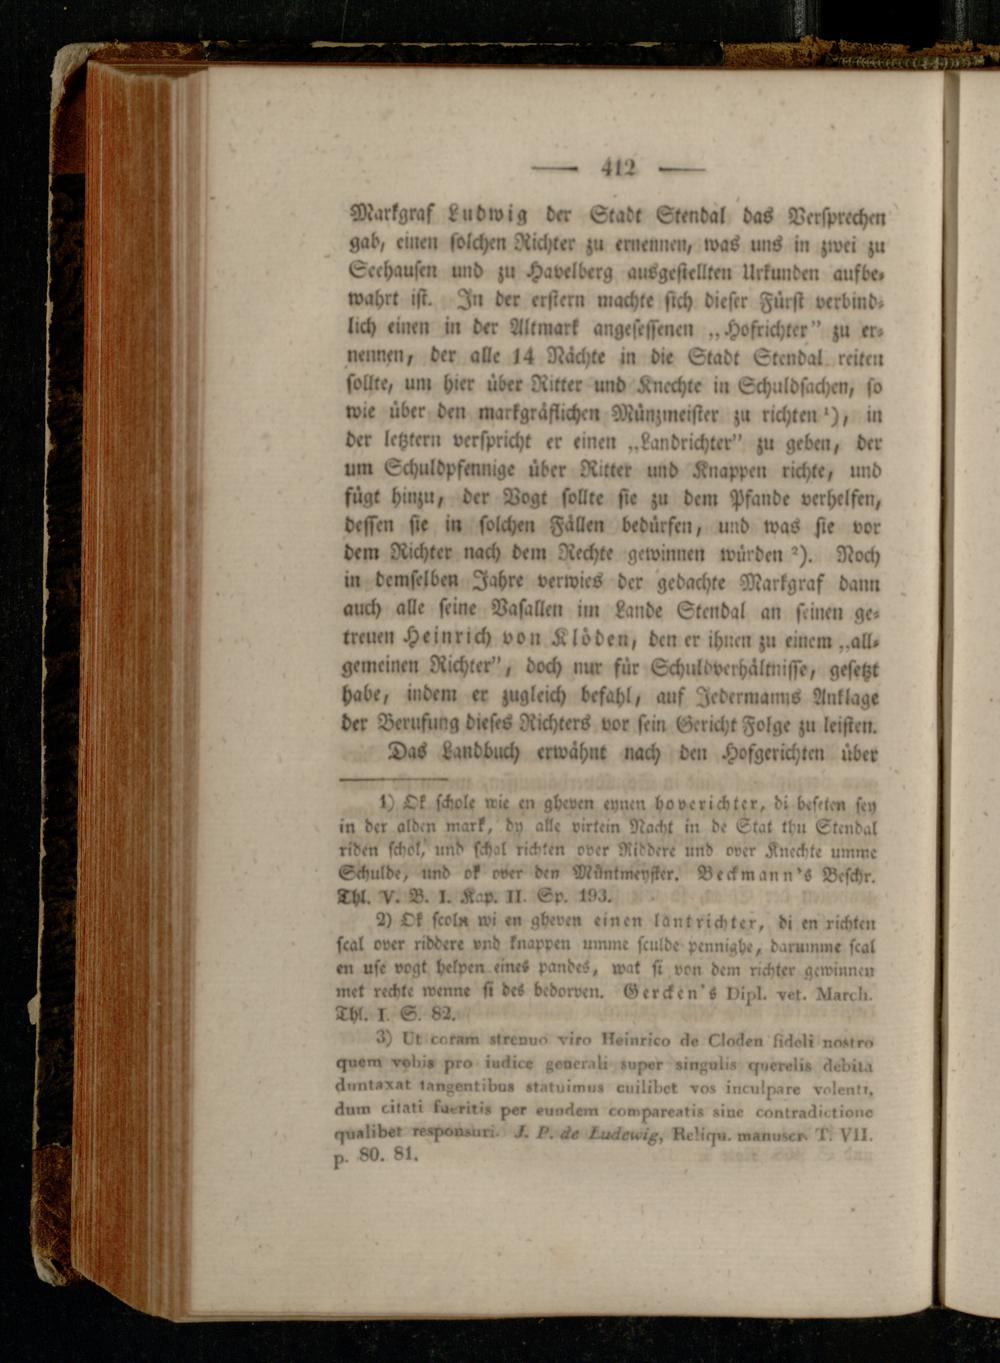 — 412 —
Markgraf Ludwig der Stadt Stendal das Versprechen
gab, einen solchen Richter zu ernennen, was uns in zwei zu
Seehausen und zu Havelberg ausgestellten Urkunden aufbe-
wahrt ist. In der erstern machte sich dieser Fürst verbind-
lich einen in der Altmark angesessenen „Hofrichter” zu er-
nennen, der alle 14 Nächte in die Stadt Stendal reiten
sollte, um hier über Ritter und Knechte in Schuldsachen, so
wie über den markgräflichen Münzmeister zu richten ¹), in
der letztern verspricht er einen „Landrichter” zu geben, der
um Schuldpfennige über Ritter und Knappen richte, und
fügt hinzu, der Vogt sollte sie zu dem Pfande verhelfen,
dessen sie in solchen Fällen bedürfen, und was sie vor
dem Richter nach dem Rechte gewinnen würden ²). Noch
in demselben Jahre verwies der gedachte Markgraf dann
auch alle seine Vasallen im Lande Stendal an seinen ge-
treuen Heinrich von Klöden, den er ihnen zu einem „all-
gemeinen Richter”, doch nur für Schuldverhältnisse, gesetzt
habe, indem er zugleich befahl, auf Jedermanns Anklage
der Berufung dieses Richters vor sein Gericht Folge zu leisten.
Das Landbuch erwähnt nach den Hofgerichten über
1) Ok schole wie en gheven eynen hoverichter, di beseten sey
in der alden mark, dy alle virtein Nacht in de Stat thu Stendal
riden schol, und schal richten over Riddere und over Knechte umme
Schulde, und ok over den Müntmeyster. Beckmann's Beschr.
Thl. V. B. I. Kap. II. Sp. 193.
2) Ok scoln wi en gheven einen lantrichter, di en richten
scal over riddere vnd knappen umme sculde pennighe, darumme scal
en use vogt helpen eines pandes, wat si von dem richter gewinnen
met rechte wenne si des bedorven. Gercken's Dipl. vet. March.
Thl. I. S. 82.
3) Ut coram strenuo viro Heinrico de Cloden fideli nostro
quem vobis pro iudice generali super singulis querelis debita
duntaxat tangentibus statuimus cuilibet vos inculpare volenti,
dum citati fueritis per eundem compareatis sine contradictione
qualibet responsuri. J. P. de Ludewig, Reliqu. manuscr. T. VII.
p. 80. 81.